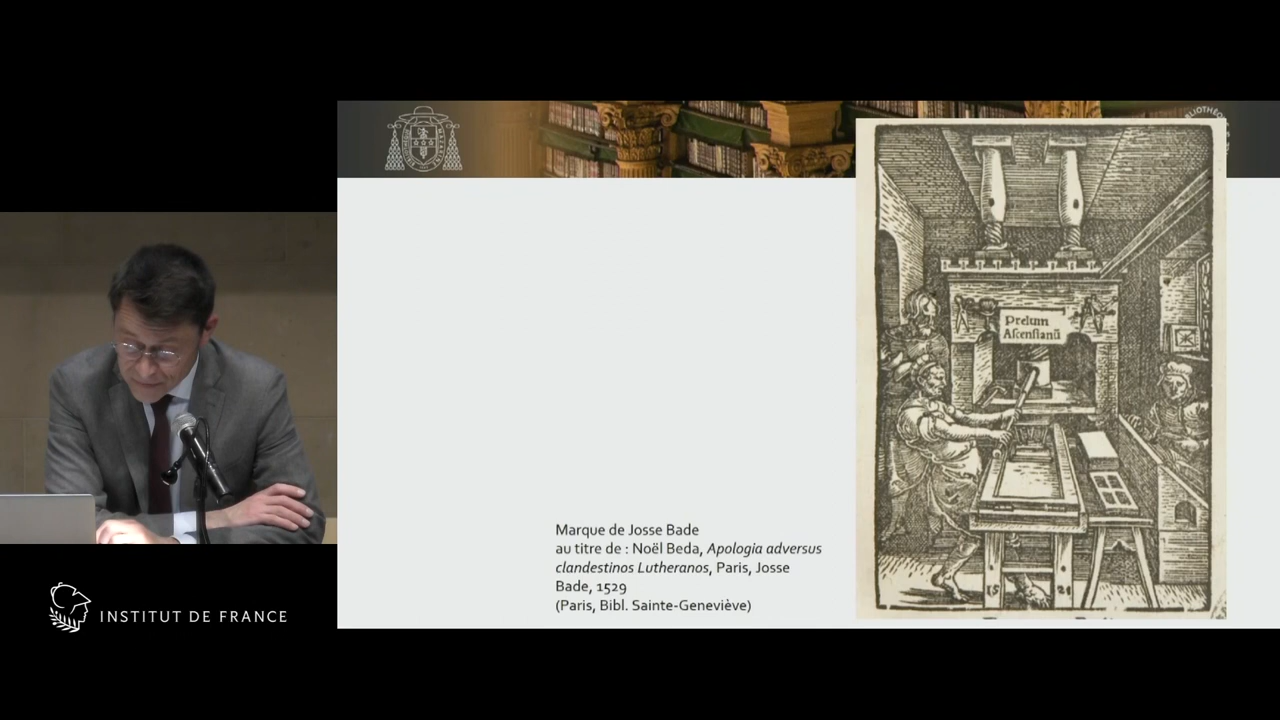 BLIOTHÈQUE
Prelum
Ascensianū
Marque de Josse Bade
au titre de : Noël Beda, Apologia adversus
clandestinos Lutheranos, Paris, Josse
Bade, 1529
(Paris, Bibl. Sainte-Geneviève)
15 21
INSTITUT DE FRANCE